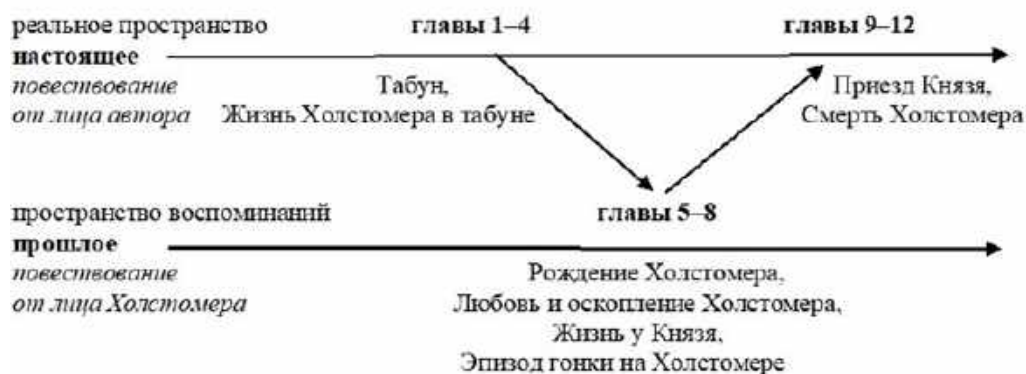 реальное пространство
главы 1–4
главы 9–12
настоящее
повествование
от лица автора
Табун,
Жизнь Холстомера в табуне
Приезд Князя,
Смерть Холстомера
пространство воспоминаний
главы 5–8
прошлое
повествование
от лица Холстомера
Рождение Холстомера,
Любовь и оскопление Холстомера,
Жизнь у Князя,
Эпизод гонки на Холстомере